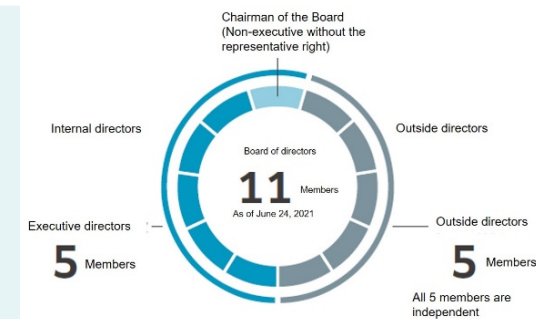 Chairman of the Board
(Non-executive without the
representative right)
Internal directors
Outside directors
Board of directors
11 Members
As of June 24, 2021
Executive directors
5 Members
Outside directors
5 Members
All 5 members are
independent